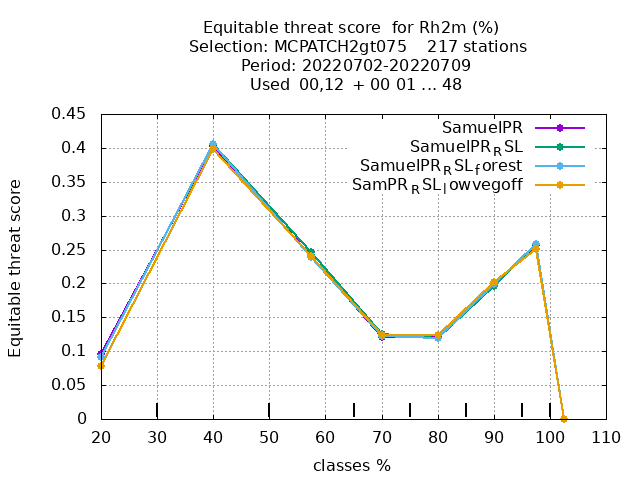 Equitable threat score  for Rh2m (%)
Selection: MCPATCH2gt075    217 stations
Period: 20220702-20220709
Used  00,12  + 00 01 ... 48
SamuelPR
SamuelPR_RSL
SamuelPR_RSL_forest
SamPR_RSL_lowvegoff
Equitable threat score
0.45
0.4
0.35
0.3
0.25
0.2
0.15
0.1
0.05
0
20 30 40 50 60 70 80 90 100 110
classes %